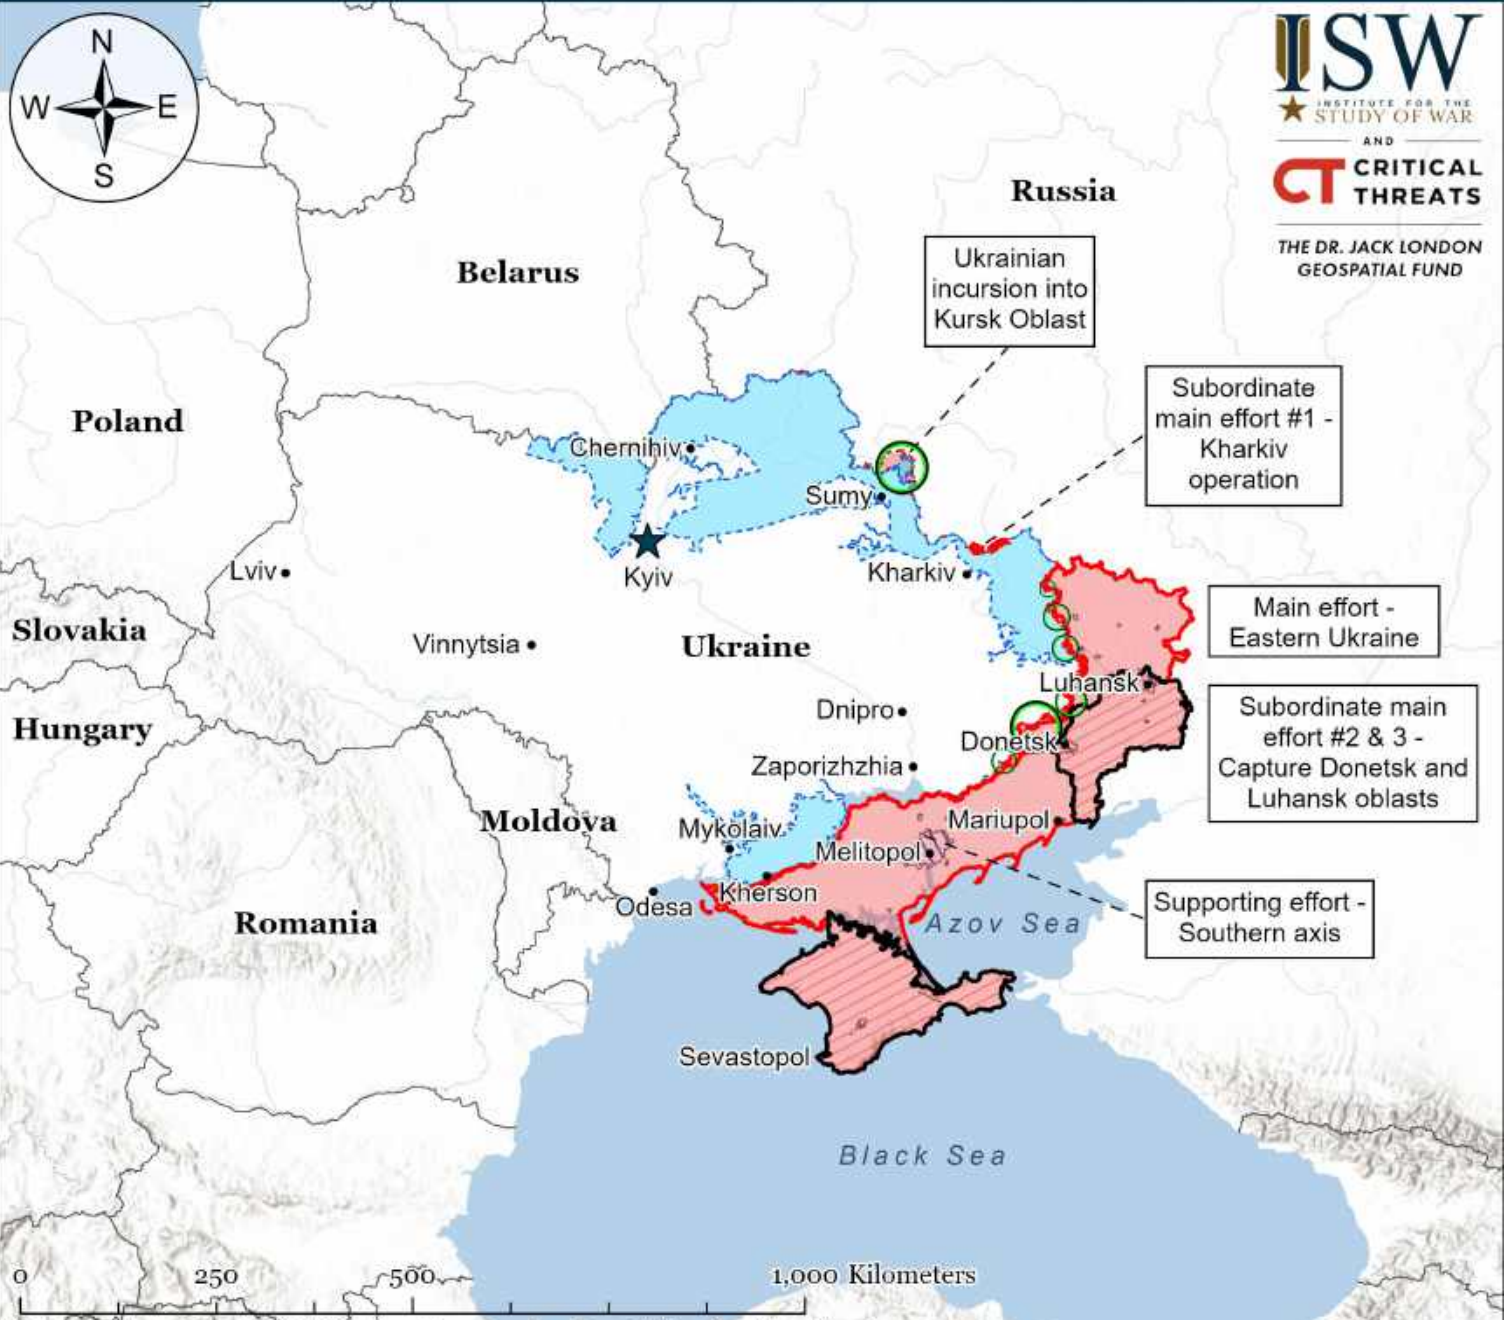 N
W
E
S
ISW
INSTITUTE FOR THE
STUDY OF WAR
AND
CT
CRITICAL
THREATS
THE DR. JACK LONDON
GEOSPATIAL FUND
Russia
Ukrainian
incursion into
Kursk Oblast
Belarus
Subordinate
main effort #1 -
Kharkiv
operation
Poland
Chernihiv
Sumy
Kyiv
Kharkiv
Lviv
Main effort -
Eastern Ukraine
Slovakia
Vinnytsia
Ukraine
Luhansk
Subordinate main
effort #2 & 3 -
Capture Donetsk and
Luhansk oblasts
Hungary
Dnipro
Donetsk
Zaporizhzhia
Moldova
Mykolaiv
Mariupol
Melitopol
Kherson
Odesa
Supporting effort -
Southern axis
Romania
Azov Sea
Sevastopol
Black Sea
0
250
500
1,000 Kilometers